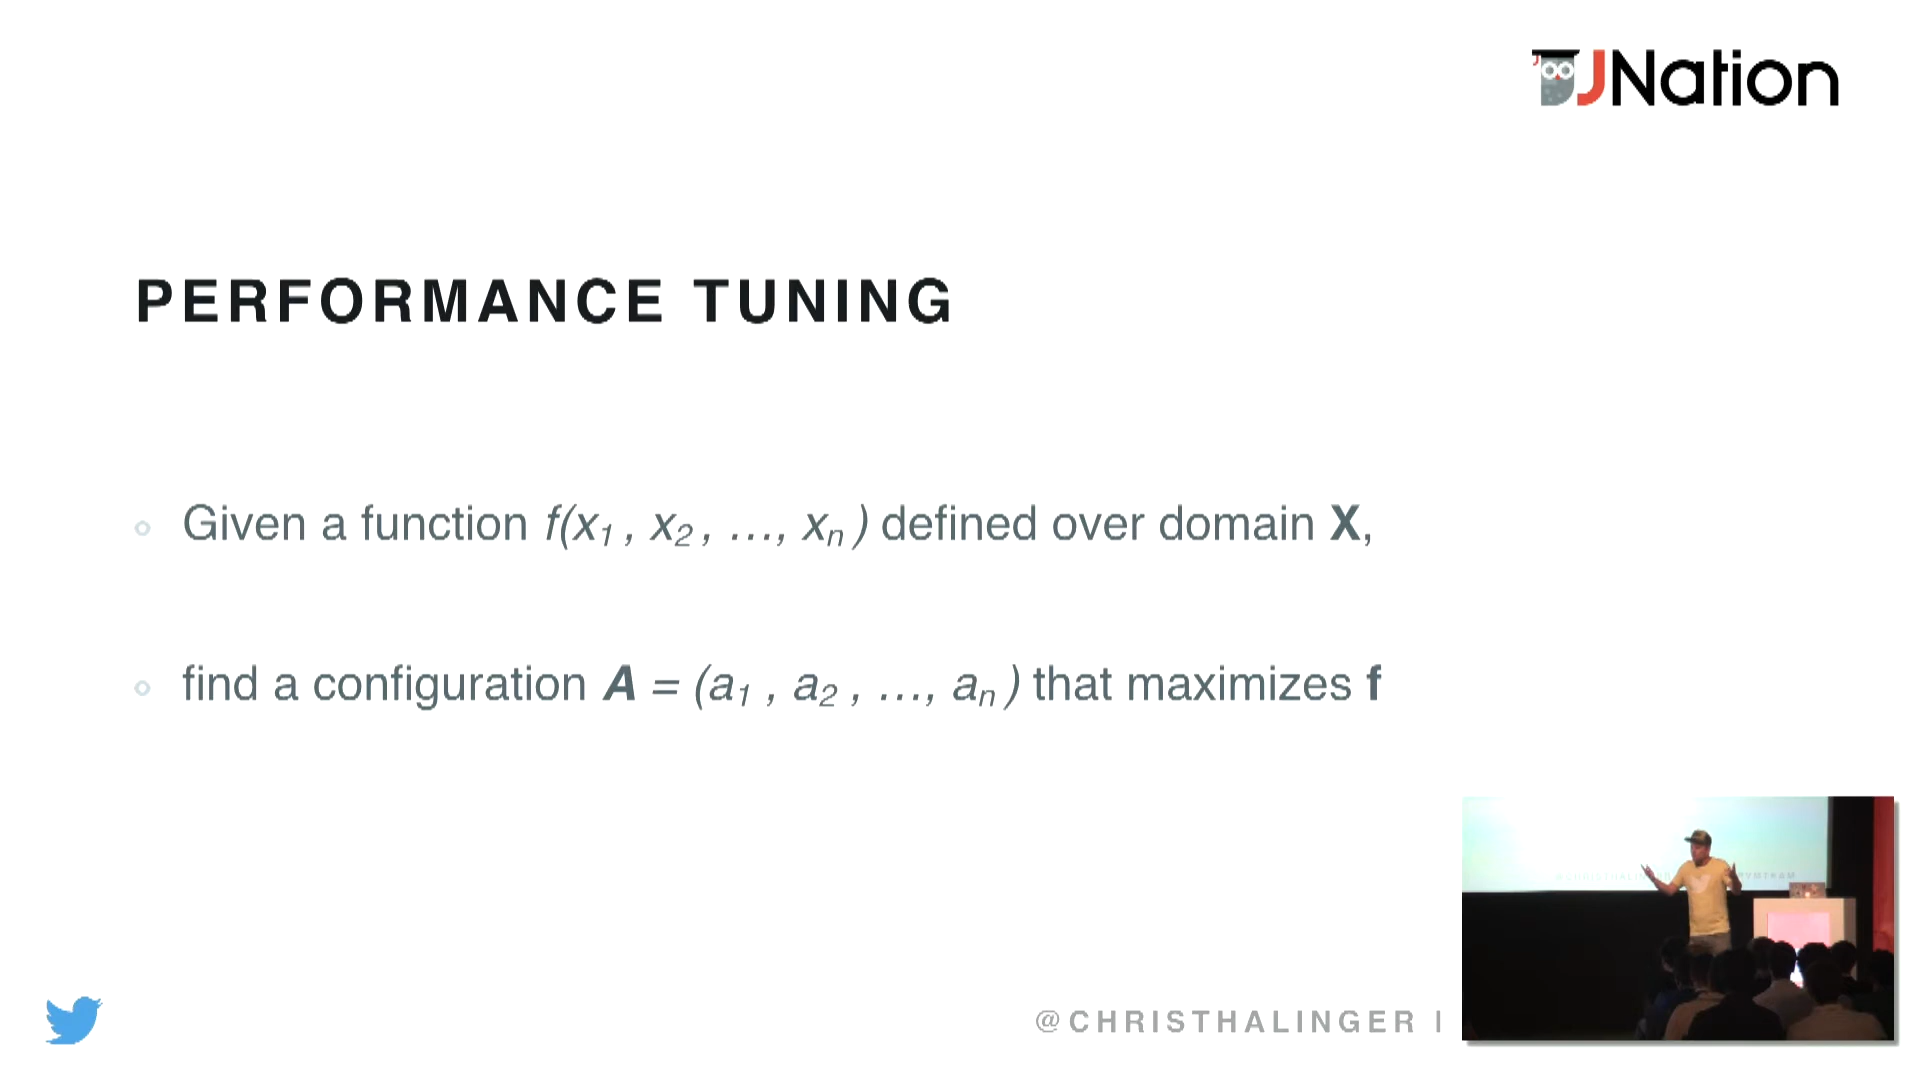 JNation
PERFORMANCE TUNING
Given a function f(x1 , x2 , ..., xn ) defined over domain X,
find a configuration A = (a1 , a2 , ..., an ) that maximizes f
@CHRISTHALINGER |